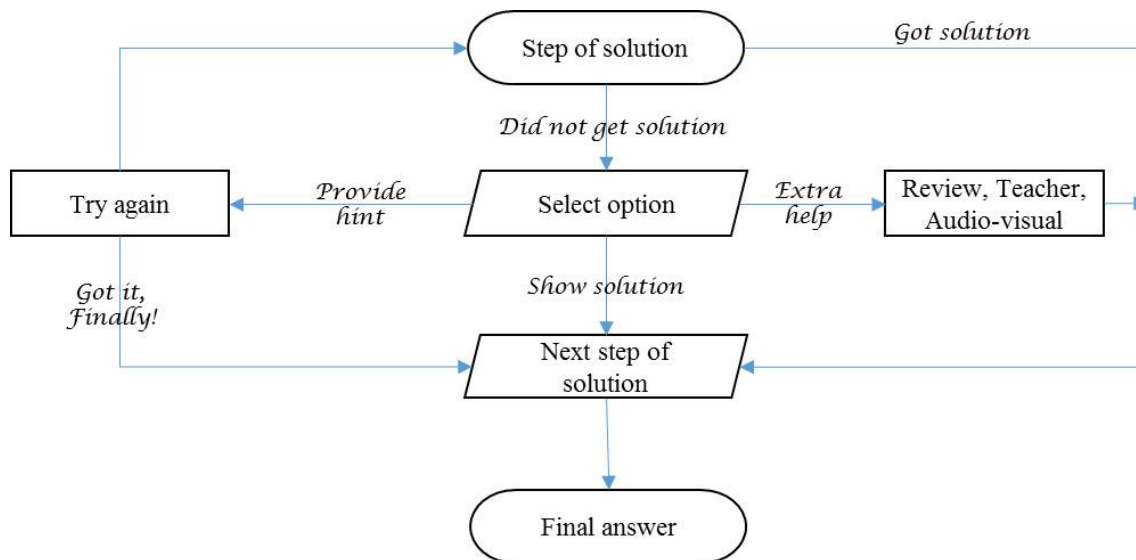 Step of solution
Got solution
Did not get solution
Try again
Provide
hint
Select option
Extra
help
Review, Teacher,
Audio-visual
Got it,
Finally!
Show solution
Next step of
solution
Final answer